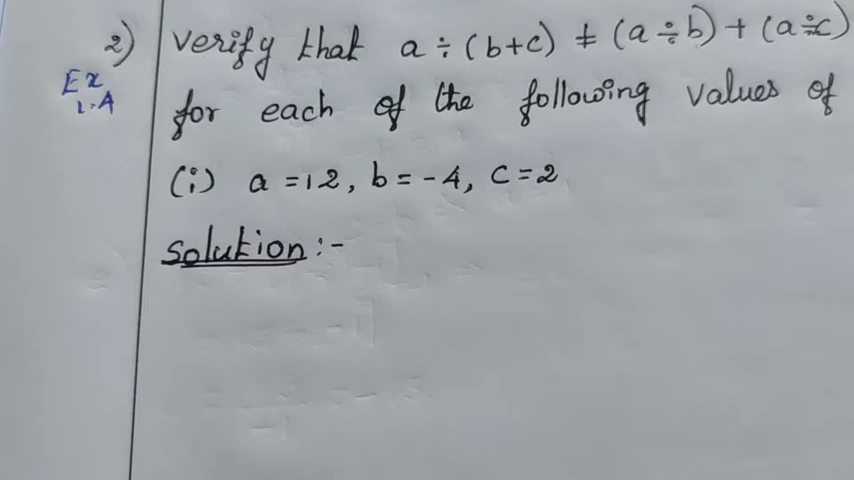 2) Verify that a ÷ (b+c) ≠ (a ÷ b) + (a ÷ c)
Ex 1.A
for each of the following values of
(i) a = 12, b = -4, c = 2
Solution :-